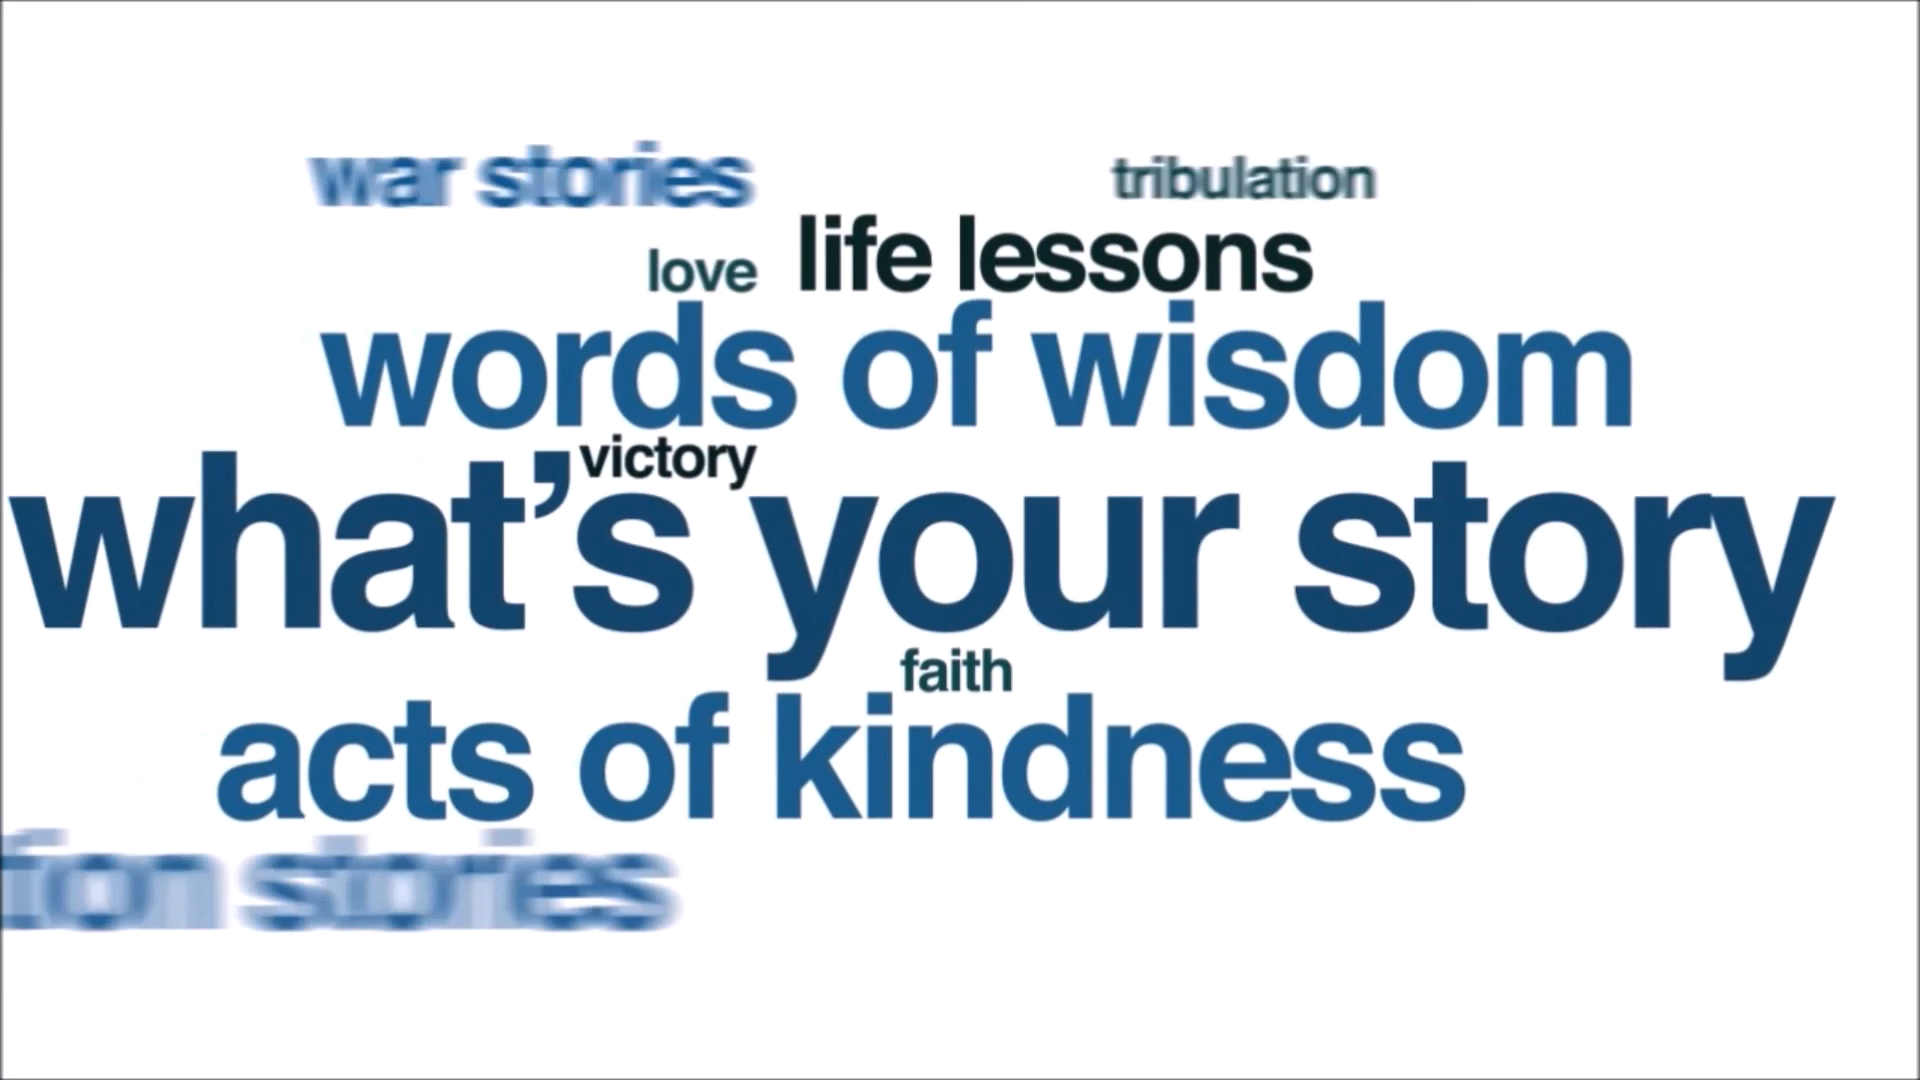 war stories
tribulation
love
life lessons
words of wisdom
victory
what's your story
faith
acts of kindness
stories